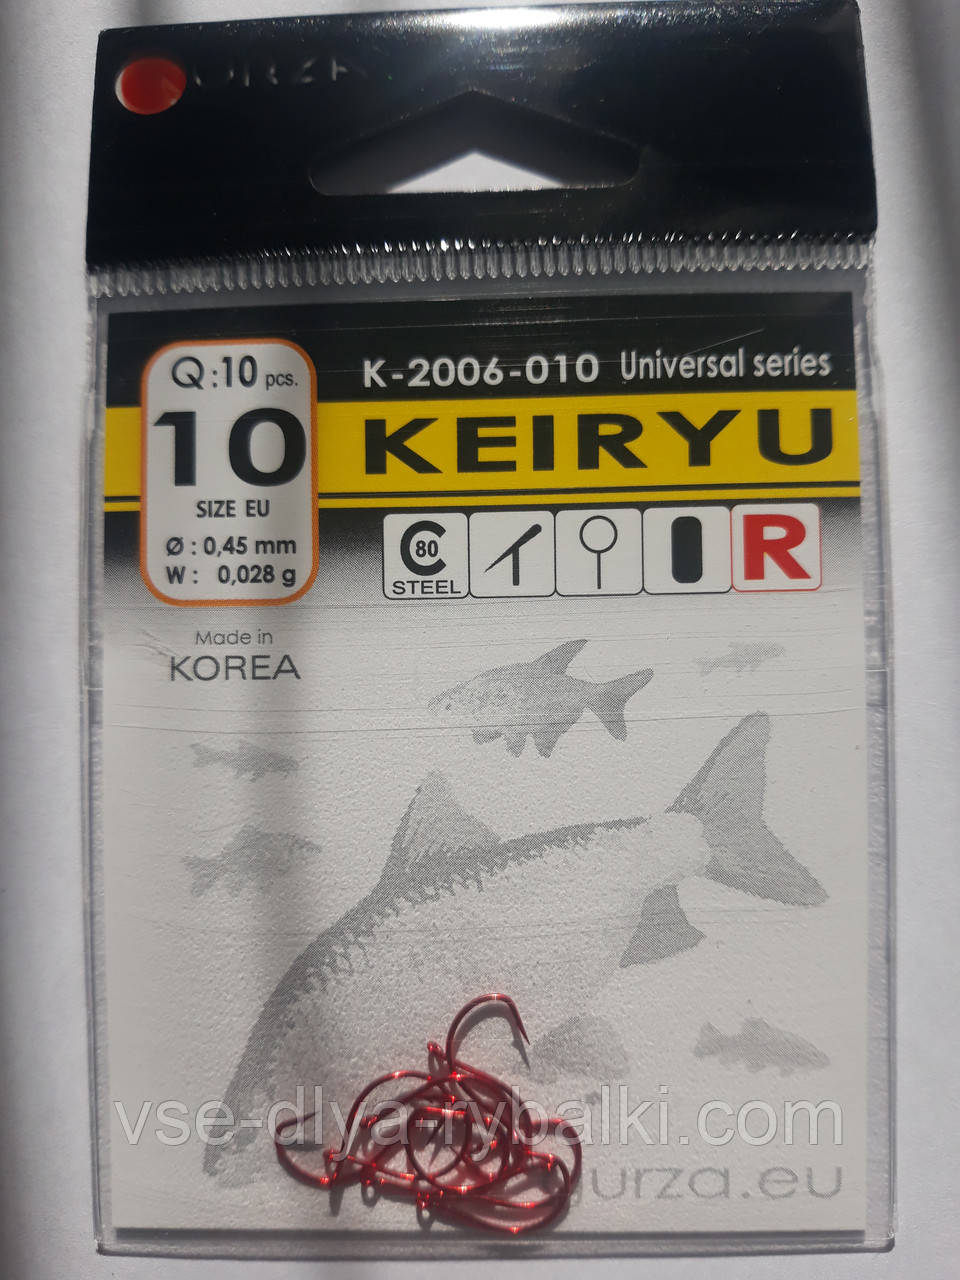 Q:10 pcs.
10
SIZE EU
Ø : 0,45 mm
W : 0,028 g
K-2006-010 Universal series
KEIRYU
C 80
STEEL
R
Made in
KOREA
vse-dlya-rybalki.com
gurza.eu